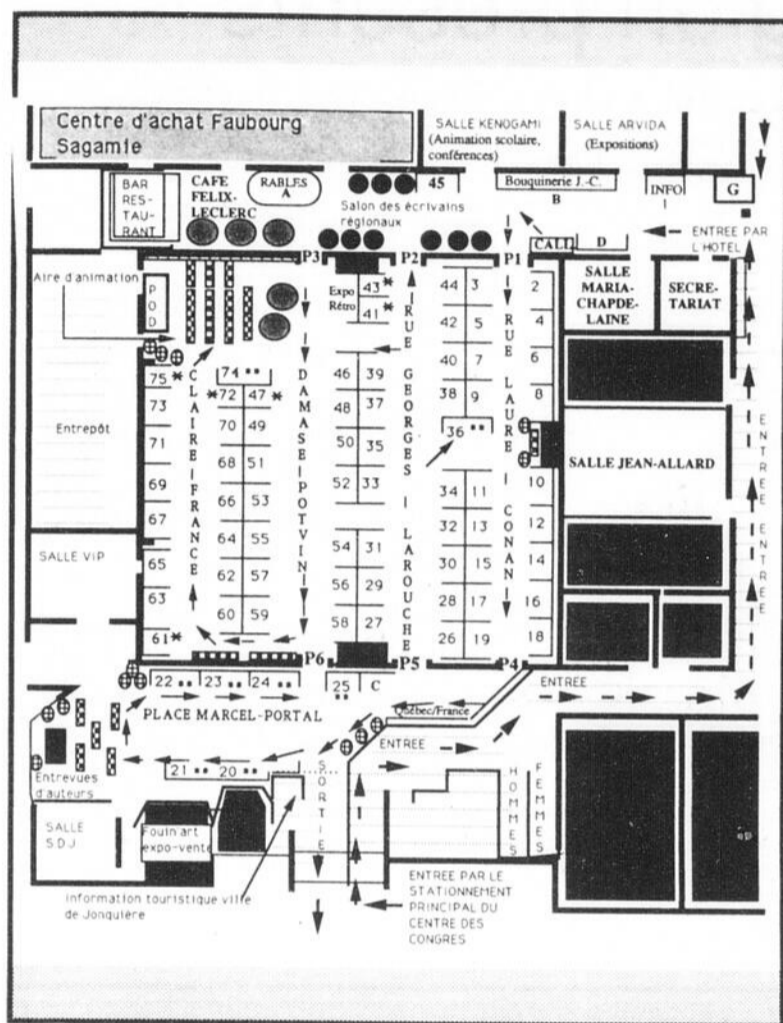 Centre d'achat Faubourg
Sagamie
SALLE KENOGAMI
(Animation scolaire,
conférences)
SALLE ARVIDA
(Expositions)
BAR
RES-
TAU-
RANT
CAFE
FELIX-
LECLERC
RABLES
A
45
Salon des écrivains
régionaux
Bouquinerie J.-C.
B
INFO
I
G
CALL
D
ENTREE PAR
L HOTEL
P3
P2
P1
Aire d'animation
POD
Expo
Rétro
43 *
41 *
44 3
42 5
40 7
38 9
36 ••
2
4
6
8
SALLE
MARIA-
CHAPDE-
LAINE
SECRE-
TARIAT
75 *
73
71
69
67
65
63
61 *
CLAIRE / FRANCE
74 ••
* 72 47 *
70 49
68 51
66 53
64 55
62 57
60 59
DAMASE POTVIN
46 39
48 37
50 35
52 33
54 31
56 29
58 27
RUE GEORGES I LAROUCHE
34 11
32 13
30 15
28 17
26 19
RUE LAURE I CONAN
10
12
14
16
18
SALLE JEAN-ALLARD
ENTREE ENTREE
Entrepôt
SALLE VIP
P6
P5
P4
22 ••
23 ••
24 ••
25 ••
C
ENTREE
PLACE MARCEL-PORTAL
Québec/France
ENTREE
21 ••
20 ••
SORTIE
HOMMES
FEMMES
Entrevues
d'auteurs
SALLE
S.D.J
Fouin'art
expo-vente
Information touristique ville
de Jonquière
ENTREE PAR LE
STATIONNEMENT
PRINCIPAL DU
CENTRE DES
CONGRES